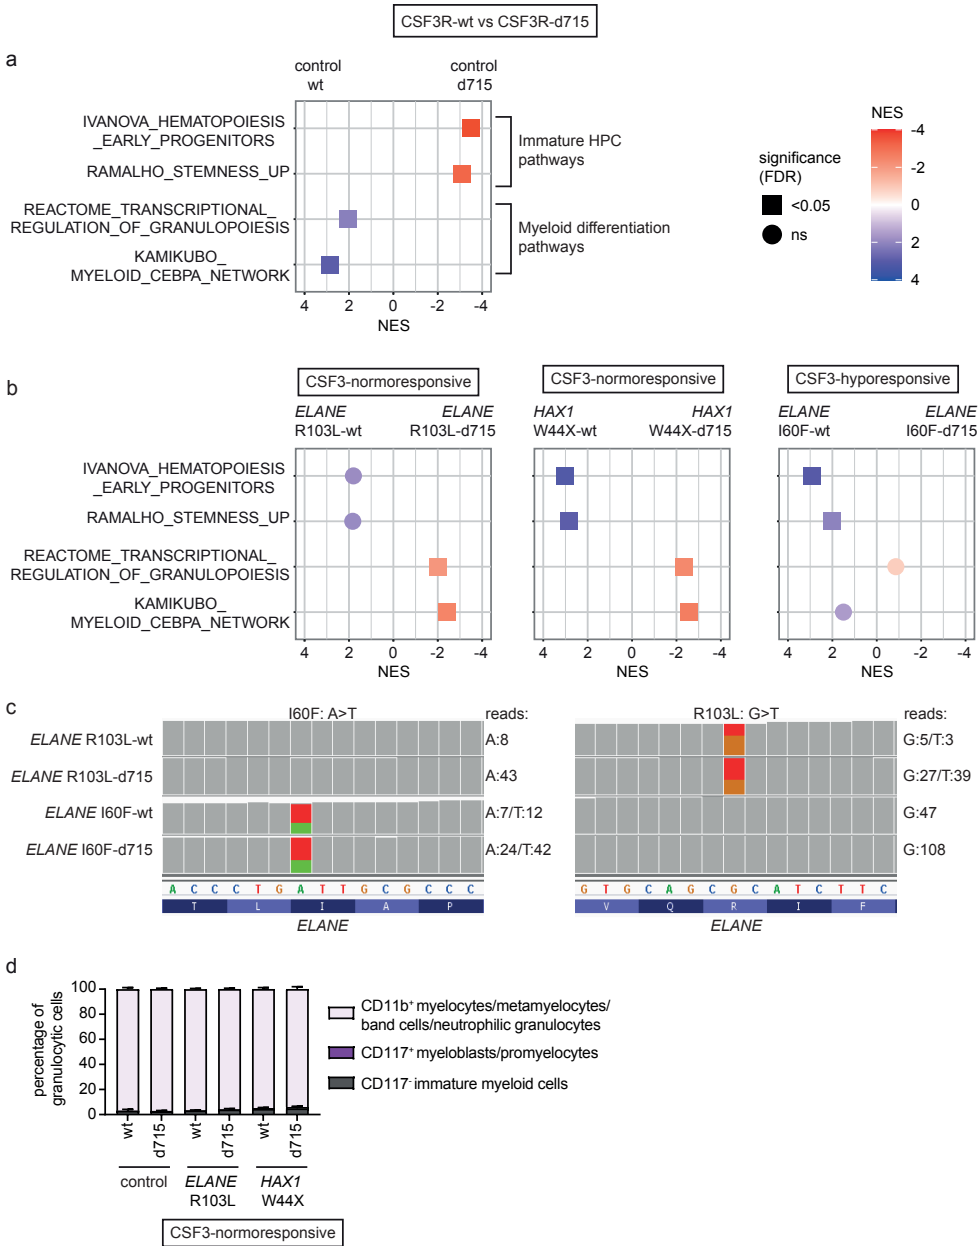 CSF3R-wt vs CSF3R-d715
a
control
wt
control
d715
IVANOVA_HEMATOPOIESIS
_EARLY_PROGENITORS
RAMALHO_STEMNESS_UP
REACTOME_TRANSCRIPTIONAL_
REGULATION_OF_GRANULOPOIESIS
KAMIKUBO_
MYELOID_CEBPA_NETWORK
Immature HPC
pathways
Myeloid differentiation
pathways
4 2 0 -2 -4
NES
significance
(FDR)
<0.05
ns
NES
-4
-2
0
2
4
b
CSF3-normoresponsive
CSF3-normoresponsive
CSF3-hyporesponsive
ELANE
R103L-wt
ELANE
R103L-d715
HAX1
W44X-wt
HAX1
W44X-d715
ELANE
I60F-wt
ELANE
I60F-d715
IVANOVA_HEMATOPOIESIS
_EARLY_PROGENITORS
RAMALHO_STEMNESS_UP
REACTOME_TRANSCRIPTIONAL_
REGULATION_OF_GRANULOPOIESIS
KAMIKUBO_
MYELOID_CEBPA_NETWORK
4 2 0 -2 -4
NES
4 2 0 -2 -4
NES
4 2 0 -2 -4
NES
c
I60F: A>T
reads:
ELANE R103L-wt
A:8
ELANE R103L-d715
A:43
ELANE I60F-wt
A:7/T:12
ELANE I60F-d715
A:24/T:42
A C C C T G A T T G C G C C C
T L I A P
ELANE
R103L: G>T
reads:
G:5/T:3
G:27/T:39
G:47
G:108
G T G C A G C G C A T C T T C
V Q R I F
ELANE
d
percentage of
granulocytic cells
100
80
60
40
20
0
wt
d715
wt
d715
wt
d715
control
ELANE
R103L
HAX1
W44X
CSF3-normoresponsive
CD11b+ myelocytes/metamyelocytes/
band cells/neutrophilic granulocytes
CD117+ myeloblasts/promyelocytes
CD117- immature myeloid cells